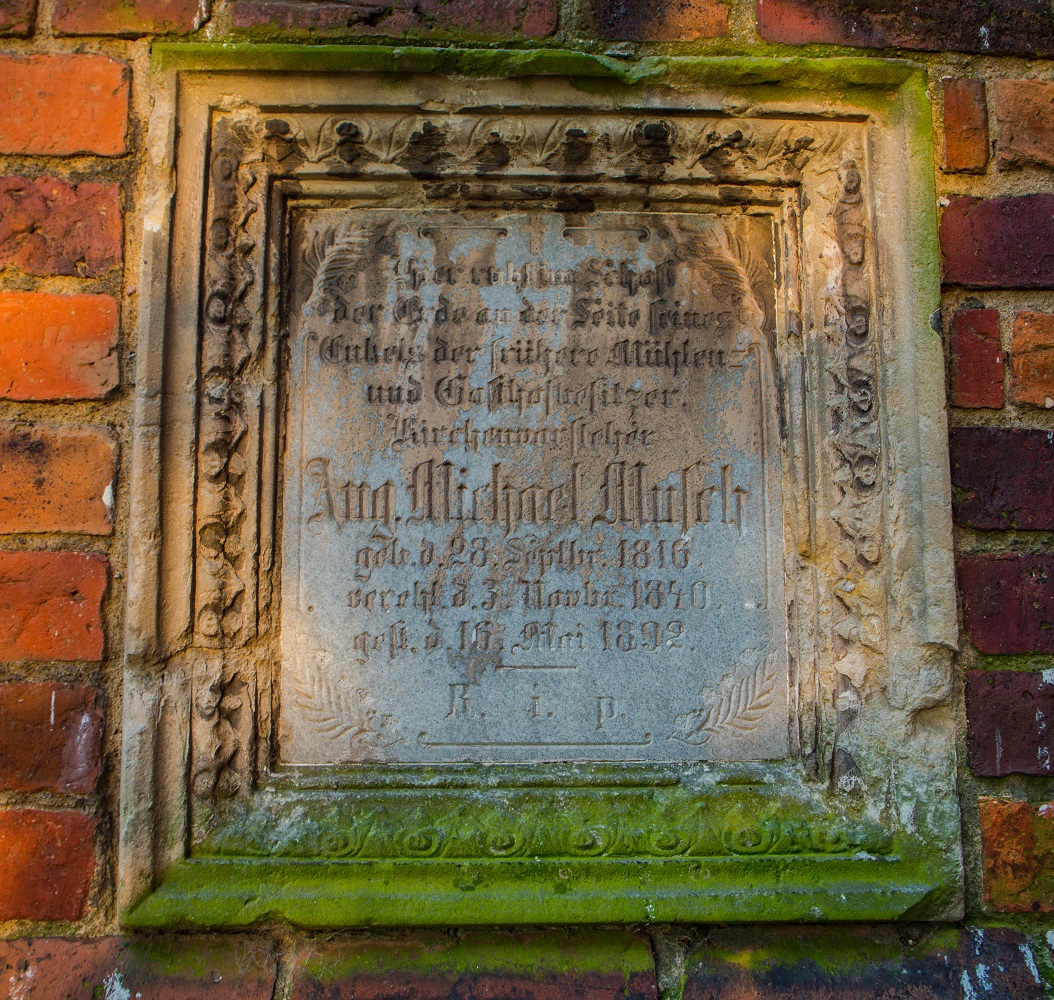 Hier ruht im Schoß
der Erde an der Seite seines
Enkels der frühere Mühlen-
und Gasthofbesitzer,
Kirchenvorsteher
Aug. Michael Musch
geb. d. 28. Septbr. 1816.
verehl. d. 3. Novbr. 1840.
gest. d. 16. Mai 1892.
R. i. p.